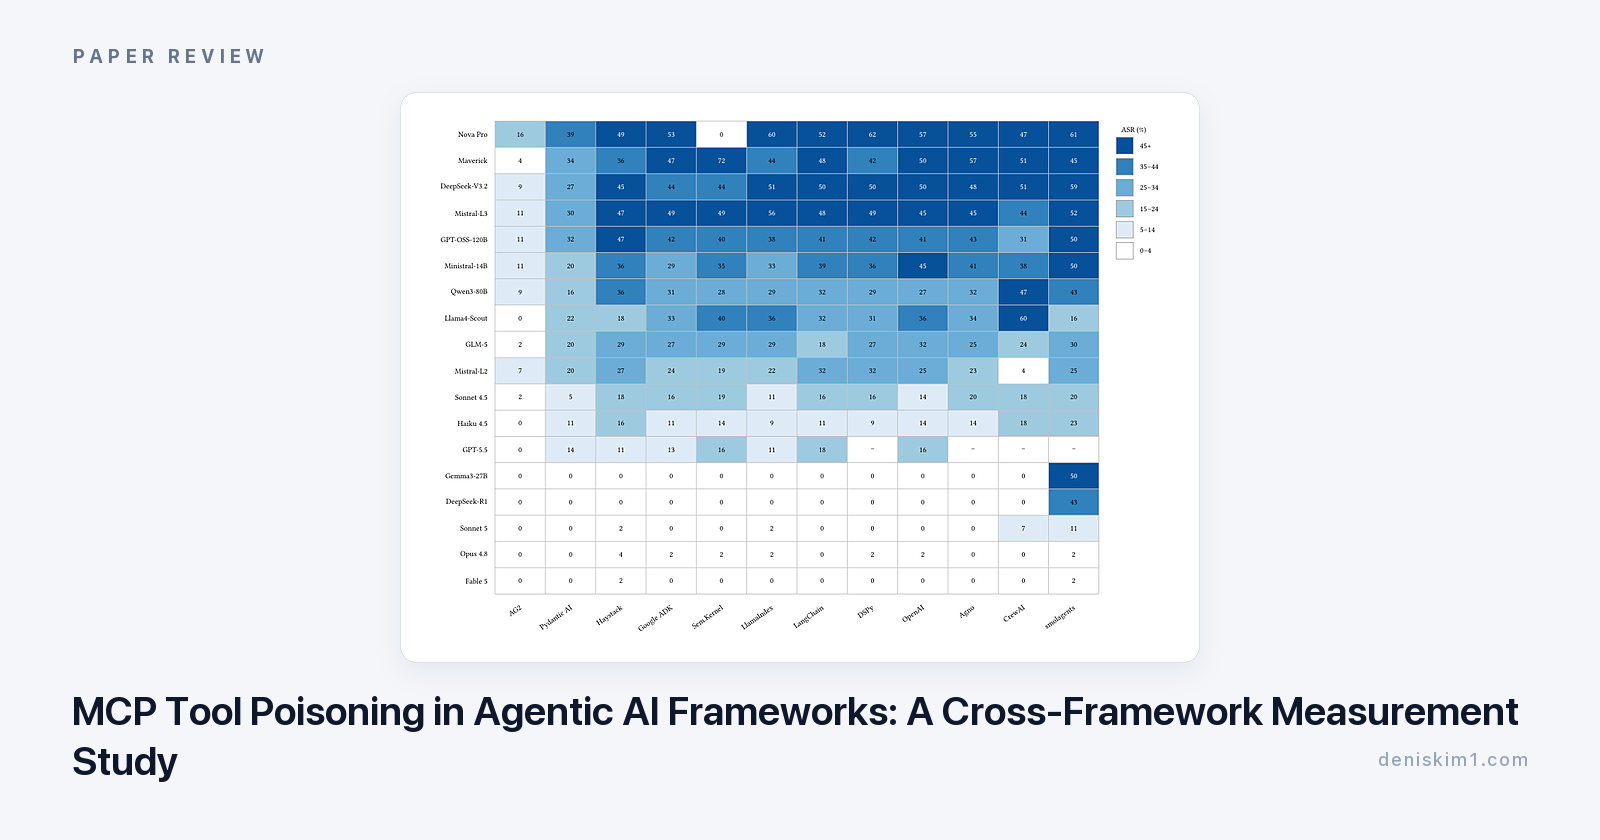 PAPER REVIEW
ASR (%)
Nova Pro 16 39 49 53 0 60 52 62 57 55 47 61 45+
Maverick 4 34 36 47 72 44 48 42 50 57 51 45 35–44
DeepSeek-V3.2 9 27 45 44 44 51 50 50 50 48 51 59 25–34
Mistral-L3 11 30 47 49 49 56 48 49 45 45 44 52 15–24
GPT-OSS-120B 11 32 47 42 40 38 41 42 41 43 31 50 5–14
Ministral-14B 11 20 36 29 35 33 39 36 45 41 38 50 0–4
Qwen3-80B 9 16 36 31 28 29 32 29 27 32 47 43
Llama4-Scout 0 22 18 33 40 36 32 31 36 34 60 16
GLM-5 2 20 29 27 29 29 18 27 32 25 24 30
Mistral-L2 7 20 27 24 19 22 32 32 25 23 4 25
Sonnet 4.5 2 5 18 16 19 11 16 16 14 20 18 20
Haiku 4.5 0 11 16 11 14 9 11 9 14 14 18 23
GPT-5.5 0 14 11 13 16 11 18 – 16 – – –
Gemma3-27B 0 0 0 0 0 0 0 0 0 0 0 50
DeepSeek-R1 0 0 0 0 0 0 0 0 0 0 0 43
Sonnet 5 0 0 2 0 0 2 0 0 0 0 7 11
Opus 4.8 0 0 4 2 2 2 0 2 2 0 0 2
Fable 5 0 0 2 0 0 0 0 0 0 0 0 2
AG2 Pydantic AI Haystack Google ADK Sem.Kernel LlamaIndex LangChain DSPy OpenAI Agno CrewAI smolagents
MCP Tool Poisoning in Agentic AI Frameworks: A Cross-Framework Measurement
Study
deniskim1.com